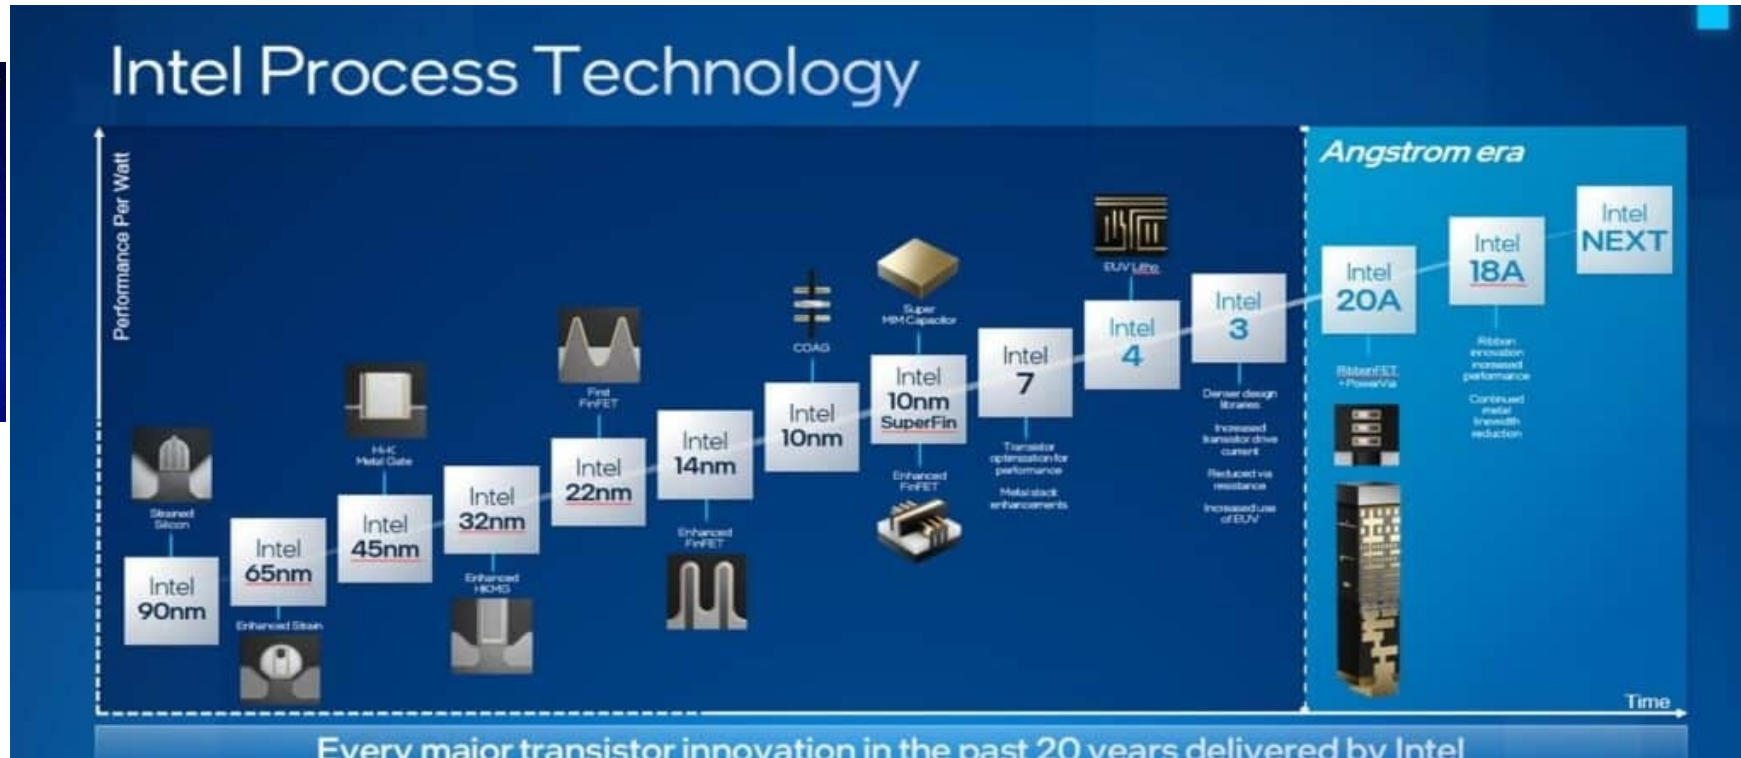 Intel Process Technology
Performance Per Watt
Angstrom era
Strained
Silicon
Intel
90nm
Intel
65nm
Enhanced Strain
Hi-K
Metal Gate
Intel
45nm
Intel
32nm
Enhanced
HKMG
First
FinFET
Intel
22nm
Intel
14nm
Enhanced
FinFET
COAG
Intel
10nm
Super
MIM Capacitor
Intel
10nm
SuperFin
Enhanced
FinFET
Intel
7
Transistor
optimization for
performance
Metal stack
enhancements
EUV Litho
Intel
4
Intel
3
Denser design
libraries
Increased
transistor drive
current
Reduced via
resistance
Increased use
of EUV
Intel
20A
RibbonFET
+ PowerVia
Intel
18A
Ribbon
innovation
increased
performance
Continued
metal
linewidth
reduction
Intel
NEXT
Time
Every major transistor innovation in the past 20 years delivered by Intel